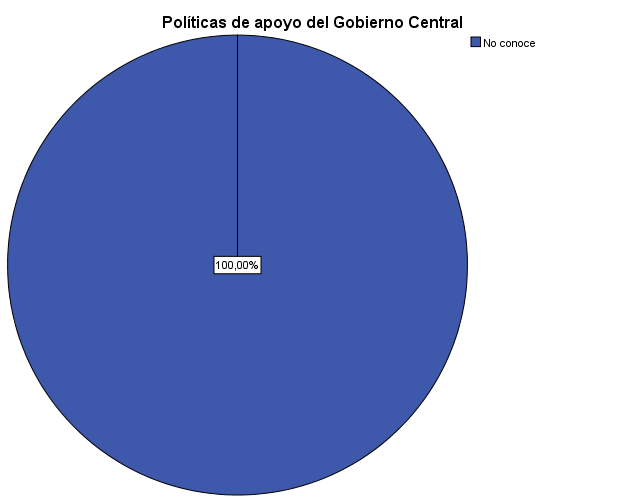 Políticas de apoyo del Gobierno Central
No conoce
100,00%